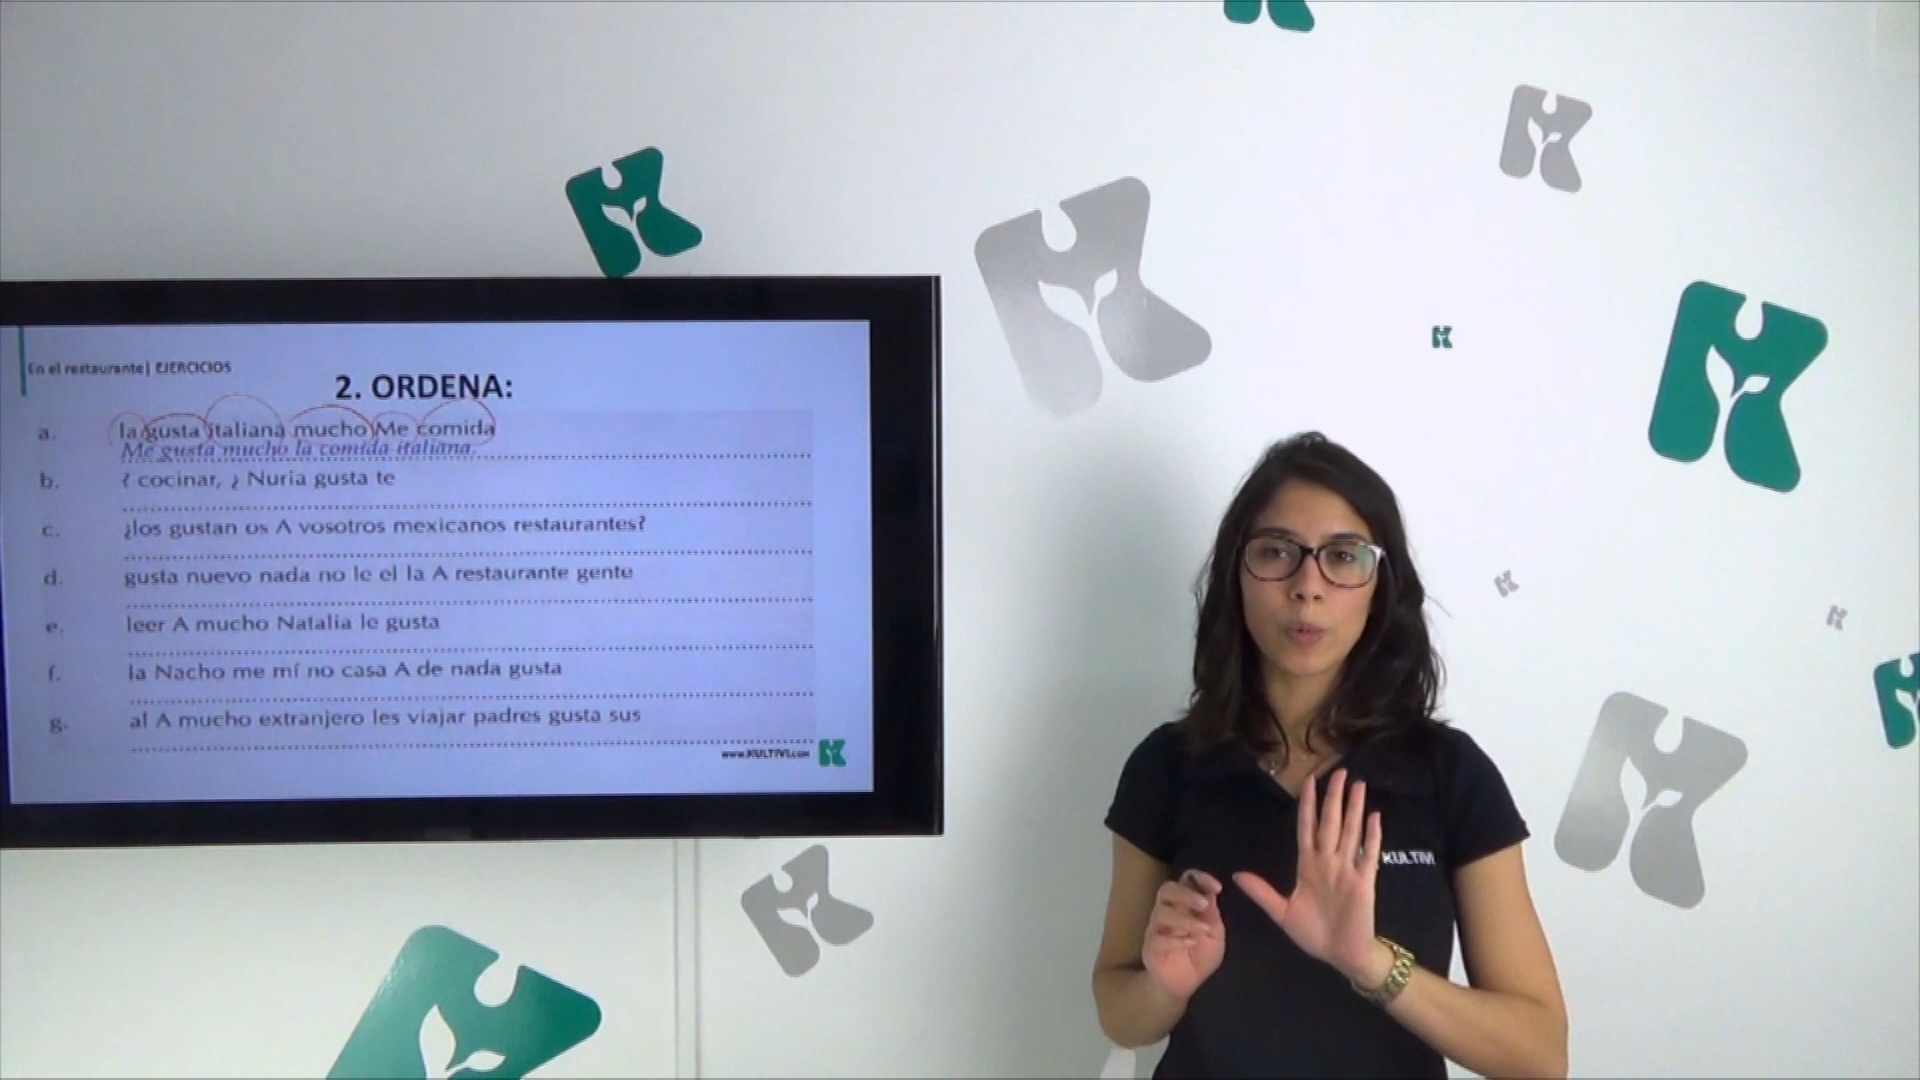 En el restaurante| EJERCICIOS
2. ORDENA:
a. la gusta italiana mucho Me comida
Me gusta mucho la comida italiana.
b. ? cocinar, ¿ Nuria gusta te
c. ¿los gustan os A vosotros mexicanos restaurantes?
d. gusta nuevo nada no le el la A restaurante gente
e. leer A mucho Natalia le gusta
f. la Nacho me mí no casa A de nada gusta
g. al A mucho extranjero les viajar padres gusta sus
www.KULTIVI.com
KULTIVI